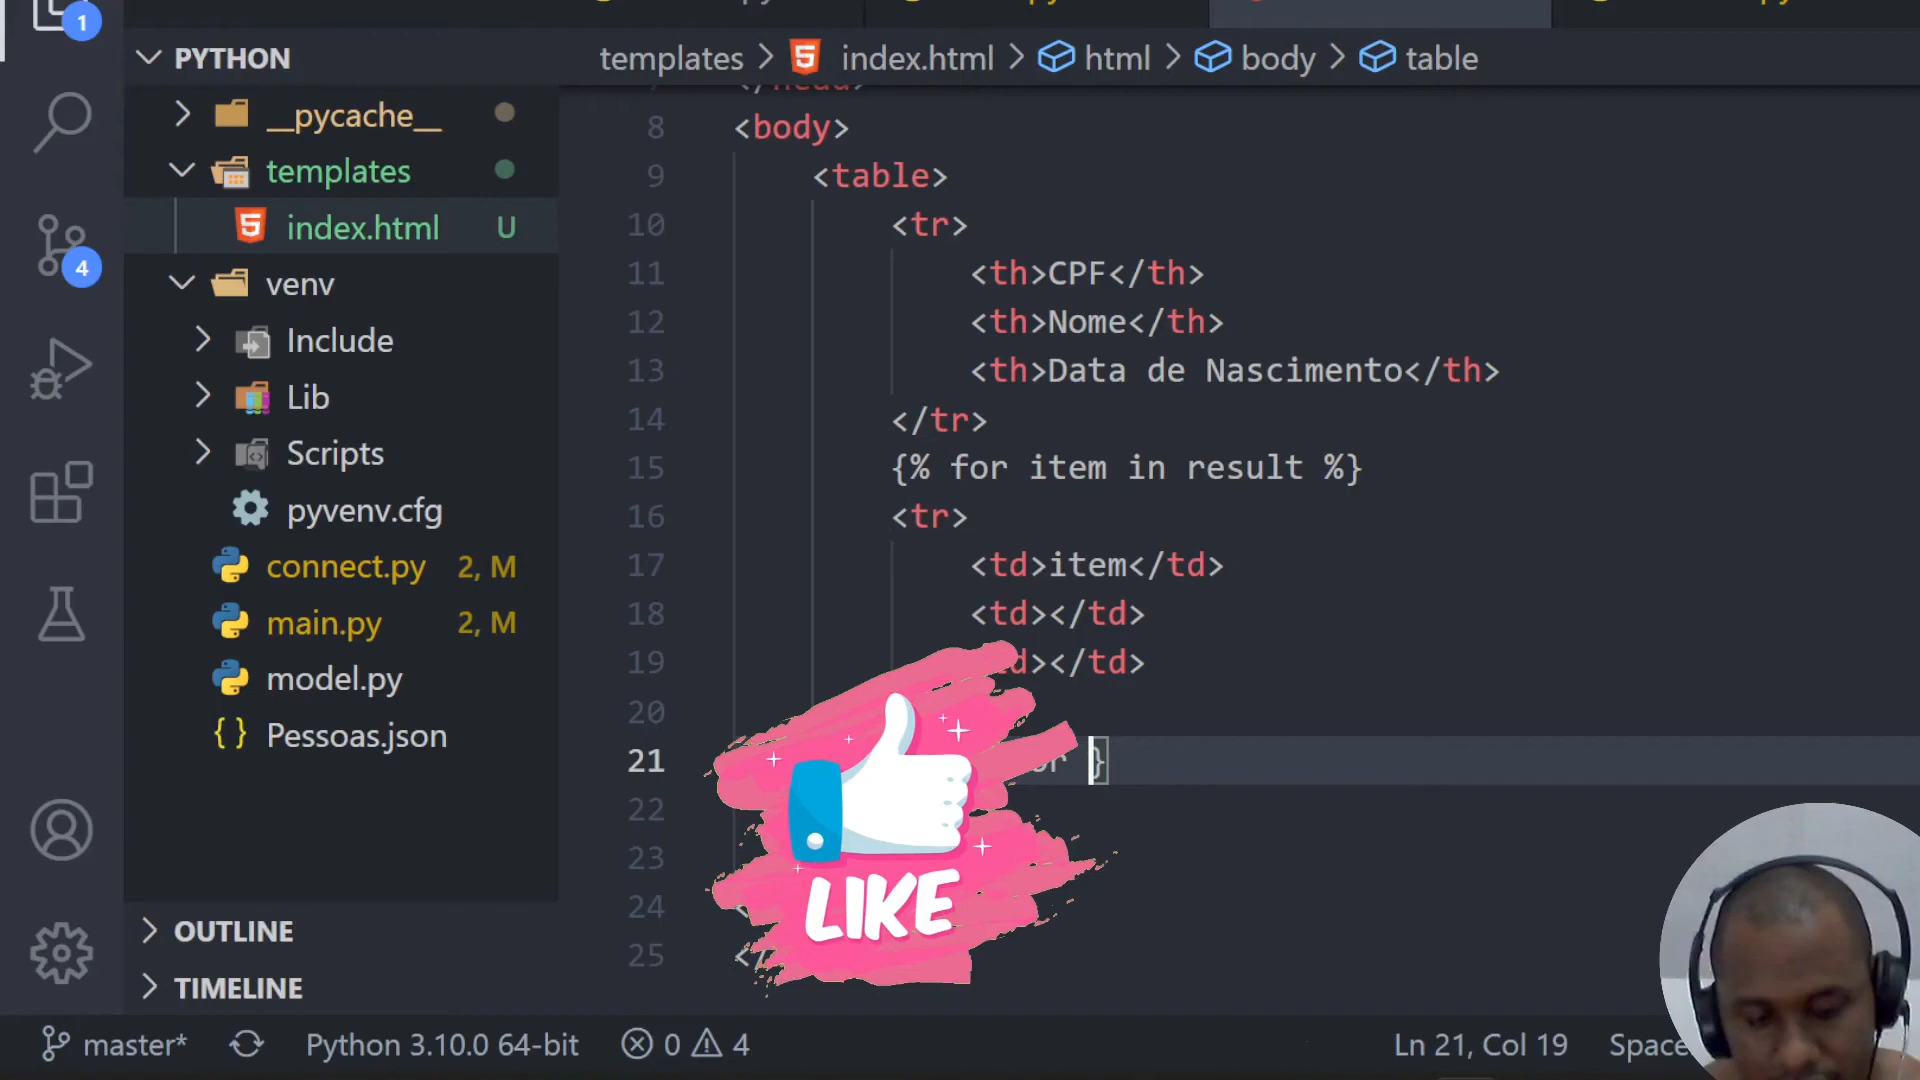 1
PYTHON
templates > index.html > html > body > table
__pycache__
8 <body>
templates
9 <table>
10 <tr>
index.html U
11 <th>CPF</th>
4
venv
12 <th>Nome</th>
Include
13 <th>Data de Nascimento</th>
Lib
14 </tr>
Scripts
15 {% for item in result %}
pyvenv.cfg
16 <tr>
connect.py 2, M
17 <td>item</td>
main.py 2, M
18 <td></td>
model.py
19 ></td>
Pessoas.json
20
21 }
22
23
24 <
25 </
LIKE
OUTLINE
TIMELINE
master* Python 3.10.0 64-bit 0 4 Ln 21, Col 19